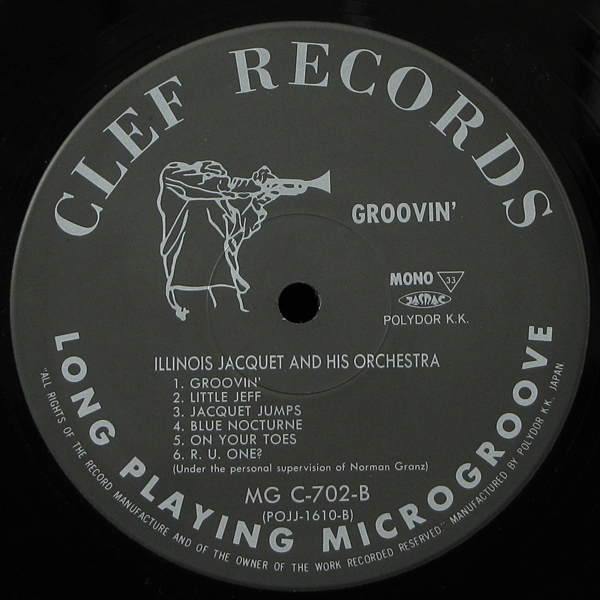 CLEF RECORDS
GROOVIN'
MONO 33
JASRAC
POLYDOR K.K.
ILLINOIS JACQUET AND HIS ORCHESTRA
1. GROOVIN'
2. LITTLE JEFF
3. JACQUET JUMPS
4. BLUE NOCTURNE
5. ON YOUR TOES
6. R. U. ONE?
(Under the personal supervision of Norman Granz)
MG C-702-B
(POJJ-1610-B)
LONG PLAYING MICROGROOVE
"ALL RIGHTS OF THE RECORD MANUFACTURE AND OF THE OWNER OF THE WORK RECORDED RESERVED." MANUFACTURED BY POLYDOR K.K. JAPAN